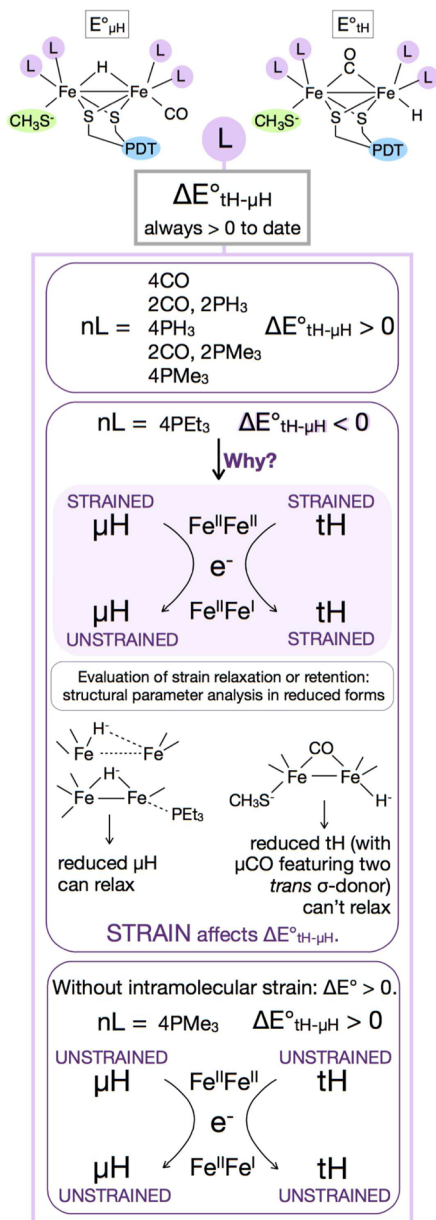 E°μH
E°tH
L
L
L
L
H
Fe
Fe
S
S
CH3S-
CO
PDT
L
L
L
L
O
C
Fe
Fe
S
S
CH3S-
H
PDT
L
ΔE°tH-μH
always > 0 to date
4CO
2CO, 2PH3
nL = 4PH3 ΔE°tH-μH > 0
2CO, 2PMe3
4PMe3
nL = 4PEt3 ΔE°tH-μH < 0
Why?
STRAINED STRAINED
μH FeIIFeII tH
e-
μH FeIIFeI tH
UNSTRAINED STRAINED
Evaluation of strain relaxation or retention:
structural parameter analysis in reduced forms
H-
Fe Fe
H-
Fe Fe
PEt3
reduced μH
can relax
CO
Fe Fe
CH3S- H-
reduced tH (with
μCO featuring two
trans σ-donor)
can't relax
STRAIN affects ΔE°tH-μH.
Without intramolecular strain: ΔE° > 0.
nL = 4PMe3 ΔE°tH-μH > 0
UNSTRAINED UNSTRAINED
μH FeIIFeII tH
e-
μH FeIIFeI tH
UNSTRAINED UNSTRAINED